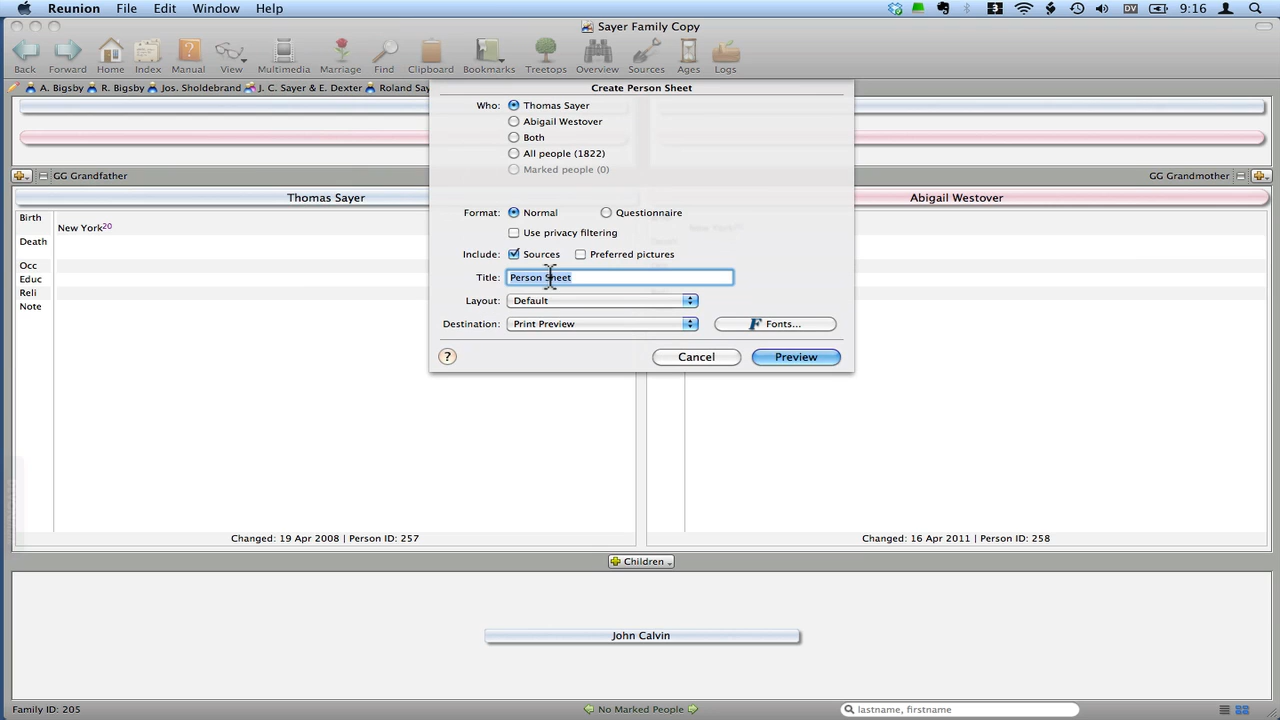 Reunion File Edit Window Help 3 DV 9:16
Sayer Family Copy
Back Forward Home Index Manual View Multimedia Marriage Find Clipboard Bookmarks Treetops Overview Sources Ages Logs
A. Bigsby R. Bigsby Jos. Sholdebrand J. C. Sayer & E. Dexter Roland Say
Create Person Sheet
Who: Thomas Sayer
Abigail Westover
Both
All people (1822)
Marked people (0)
Format: Normal Questionnaire
Use privacy filtering
Include: Sources Preferred pictures
Title: Person Sheet
Layout: Default
Destination: Print Preview F Fonts...
? Cancel Preview
GG Grandfather GG Grandmother
Thomas Sayer Abigail Westover
Birth
New York20
Death
Occ
Educ
Reli
Note
Changed: 19 Apr 2008 | Person ID: 257 Changed: 16 Apr 2011 | Person ID: 258
Children
John Calvin
Family ID: 205 No Marked People lastname, firstname